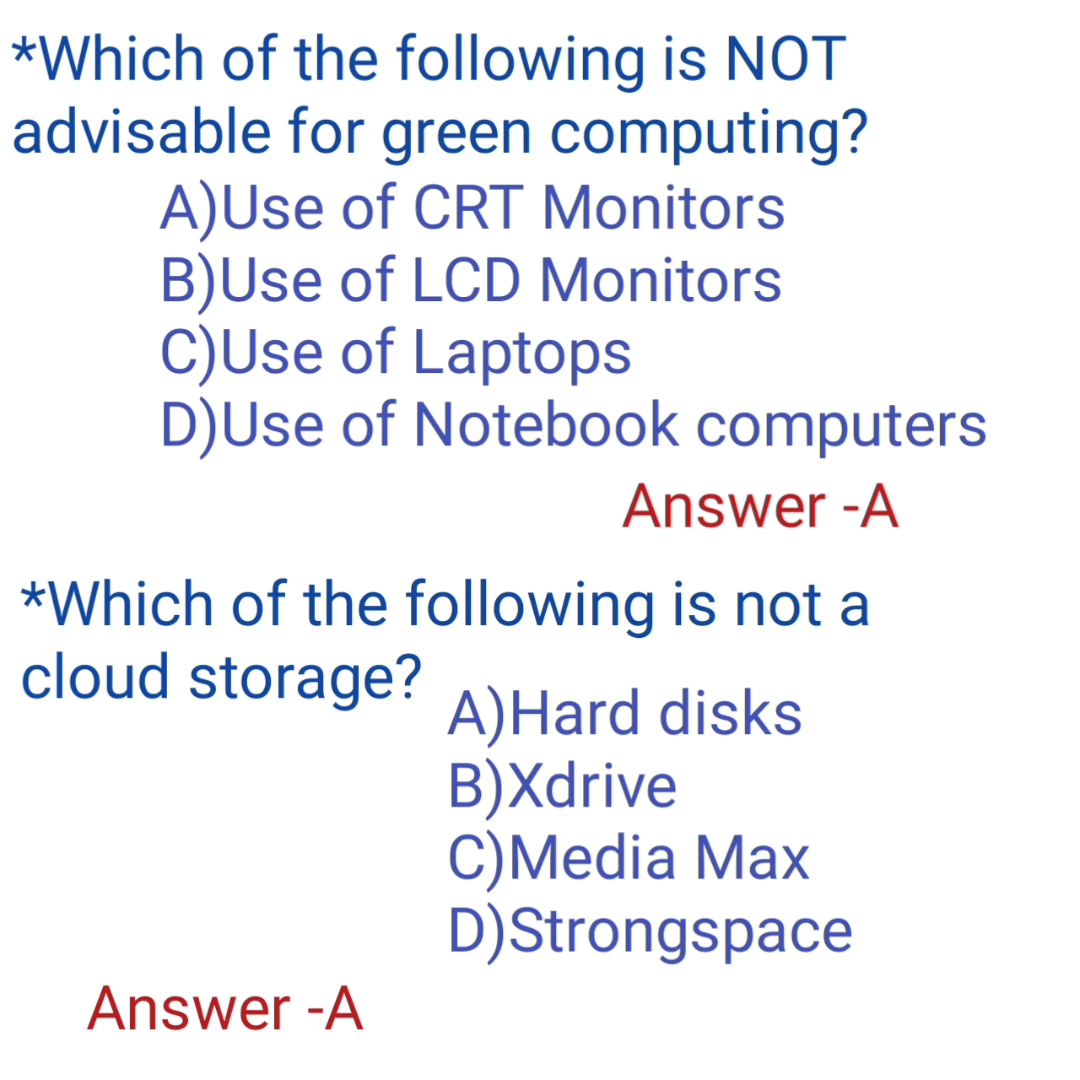 *Which of the following is NOT
advisable for green computing?
A)Use of CRT Monitors
B)Use of LCD Monitors
C)Use of Laptops
D)Use of Notebook computers
Answer -A
*Which of the following is not a
cloud storage?
A)Hard disks
B)Xdrive
C)Media Max
D)Strongspace
Answer -A